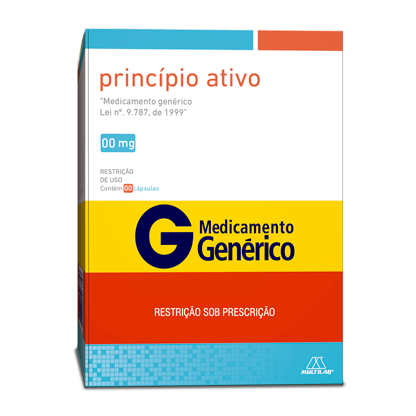 princípio ativo
"Medicamento genérico
Lei nº. 9.787, de 1999"
00 mg
RESTRIÇÃO
DE USO
Contém 00 cápsulas
G Medicamento
Genérico
RESTRIÇÃO SOB PRESCRIÇÃO
MULTILAB